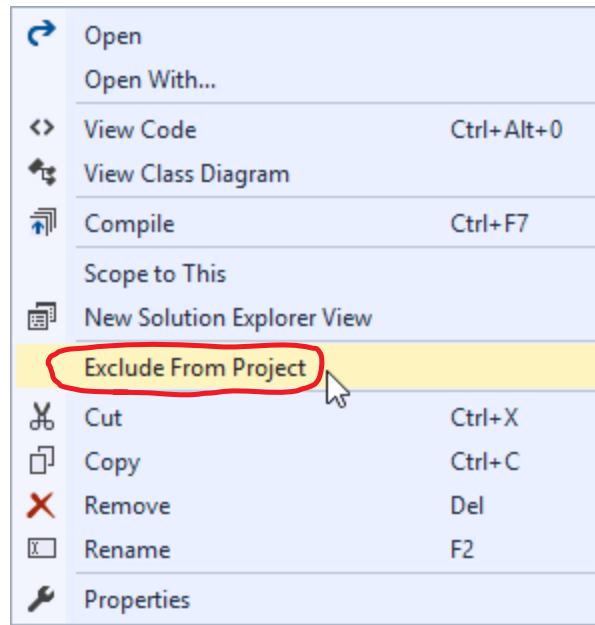 Open
Open With...
View Code Ctrl+Alt+0
View Class Diagram
Compile Ctrl+F7
Scope to This
New Solution Explorer View
Exclude From Project
Cut Ctrl+X
Copy Ctrl+C
Remove Del
Rename F2
Properties